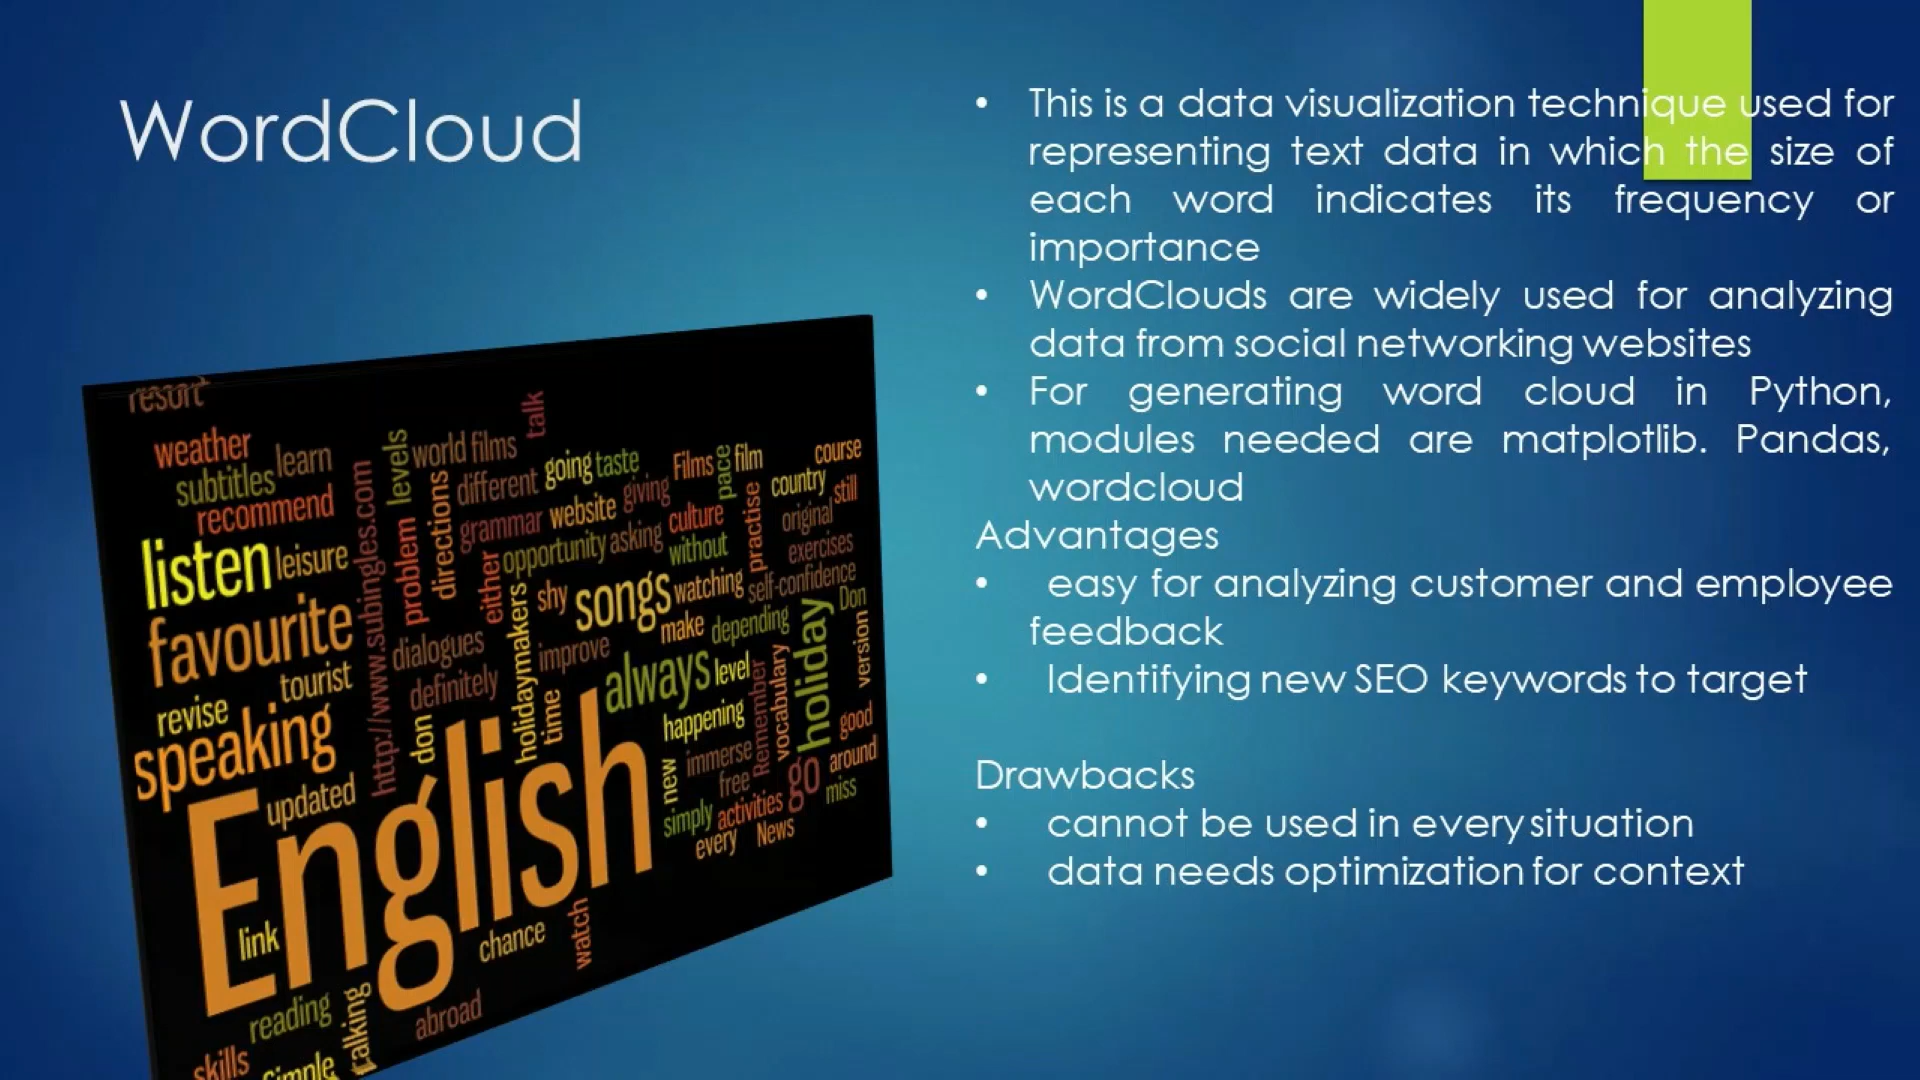 WordCloud
• This is a data visualization technique used for
representing text data in which the size of
each word indicates its frequency or
importance
• WordClouds are widely used for analyzing
data from social networking websites
• For generating word cloud in Python,
modules needed are matplotlib. Pandas,
wordcloud
Advantages
• easy for analyzing customer and employee
feedback
• Identifying new SEO keywords to target
Drawbacks
• cannot be used in every situation
• data needs optimization for context
resort
weather
learn
subtitles
recommend
listen
leisure
favourite
tourist
revise
speaking
updated
English
link
reading
skills
simple
talking
abroad
chance
watch
http://www.subingles.com
levels
world films
talk
problem
directions
different
going
taste
Films
pace
film
course
country
still
giving
grammar
website
culture
practise
original
opportunity
asking
without
exercises
either
shy
songs
watching
self-confidence
Don
dialogues
holidaymakers
improve
make
depending
holiday
version
definitely
time
always
level
Remember
vocabulary
don
happening
good
immerse
around
new
free
go
miss
simply
activities
every
News